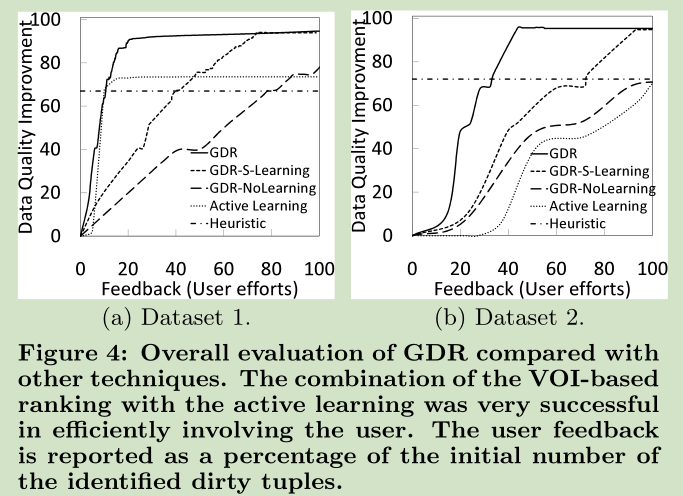 Data Quality Improvment
100
80
60
40
20
0
GDR
GDR-S-Learning
GDR-NoLearning
Active Learning
Heuristic
0 20 40 60 80 100
Feedback (User efforts)
(a) Dataset 1.
Data Quality Improvment
100
80
60
40
20
0
GDR
GDR-S-Learning
GDR-NoLearning
Active Learning
Heuristic
0 20 40 60 80 100
Feedback (User efforts)
(b) Dataset 2.
Figure 4: Overall evaluation of GDR compared with
other techniques. The combination of the VOI-based
ranking with the active learning was very successful
in efficiently involving the user. The user feedback
is reported as a percentage of the initial number of
the identified dirty tuples.